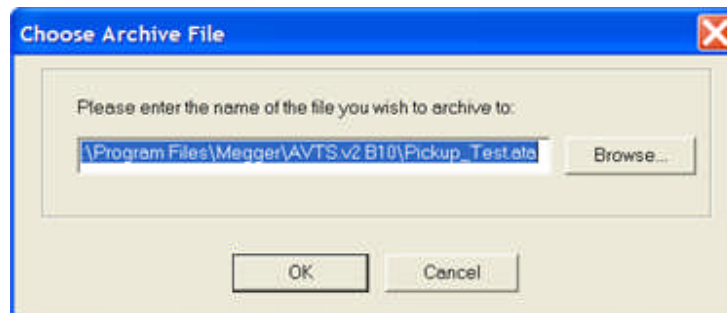 Choose Archive File
Please enter the name of the file you wish to archive to:
:\Program Files\Megger\AVTS.v2 B10\Pickup_Test.ata
Browse...
OK
Cancel